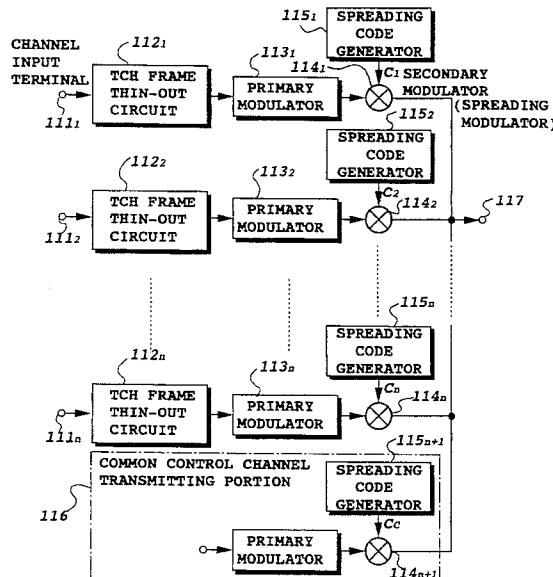 115₁
SPREADING
CODE
GENERATOR
CHANNEL
INPUT
TERMINAL
112₁
113₁
114₁
C₁
SECONDARY
MODULATOR
(SPREADING
MODULATOR)
TCH FRAME
THIN-OUT
CIRCUIT
PRIMARY
MODULATOR
111₁
115₂
SPREADING
CODE
GENERATOR
112₂
113₂
C₂
114₂
117
TCH FRAME
THIN-OUT
CIRCUIT
PRIMARY
MODULATOR
111₂
115n
SPREADING
CODE
GENERATOR
112n
113n
Cn
114n
TCH FRAME
THIN-OUT
CIRCUIT
PRIMARY
MODULATOR
111n
115n+1
COMMON CONTROL CHANNEL
TRANSMITTING PORTION
SPREADING
CODE
GENERATOR
116
Cc
PRIMARY
MODULATOR
114n+1